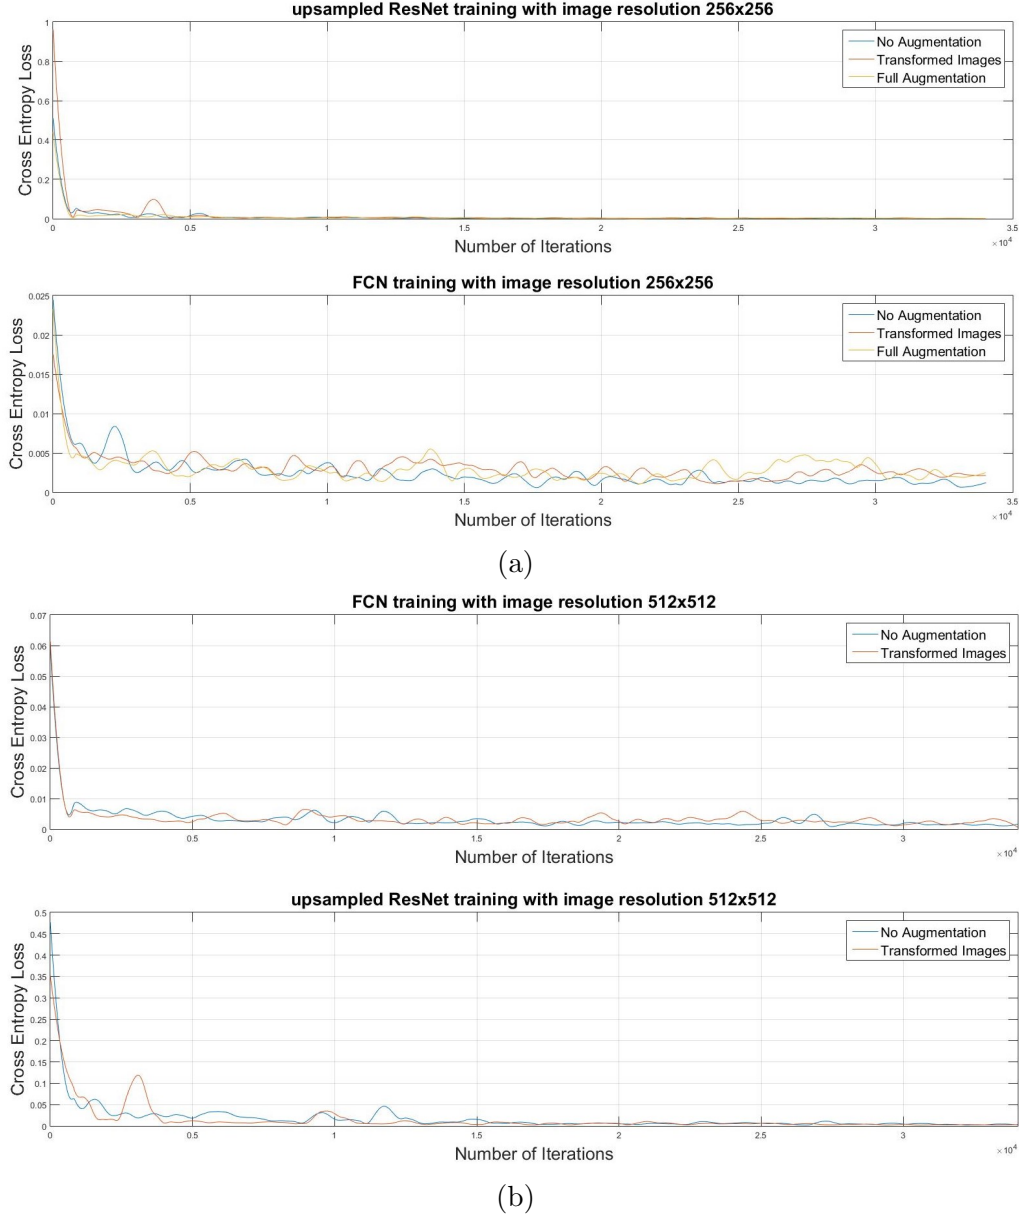 upsampled ResNet training with image resolution 256x256
Cross Entropy Loss
1
0.8
0.6
0.4
0.2
0
No Augmentation
Transformed Images
Full Augmentation
0 0.5 1 1.5 2 2.5 3 3.5
×10⁴
Number of Iterations
FCN training with image resolution 256x256
Cross Entropy Loss
0.025
0.02
0.015
0.01
0.005
0
No Augmentation
Transformed Images
Full Augmentation
0 0.5 1 1.5 2 2.5 3 3.5
×10⁴
Number of Iterations
(a)
FCN training with image resolution 512x512
Cross Entropy Loss
0.07
0.06
0.05
0.04
0.03
0.02
0.01
0
No Augmentation
Transformed Images
0 0.5 1 1.5 2 2.5 3
×10⁴
Number of Iterations
upsampled ResNet training with image resolution 512x512
Cross Entropy Loss
0.5
0.45
0.4
0.35
0.3
0.25
0.2
0.15
0.1
0.05
0
No Augmentation
Transformed Images
0 0.5 1 1.5 2 2.5 3
×10⁴
Number of Iterations
(b)